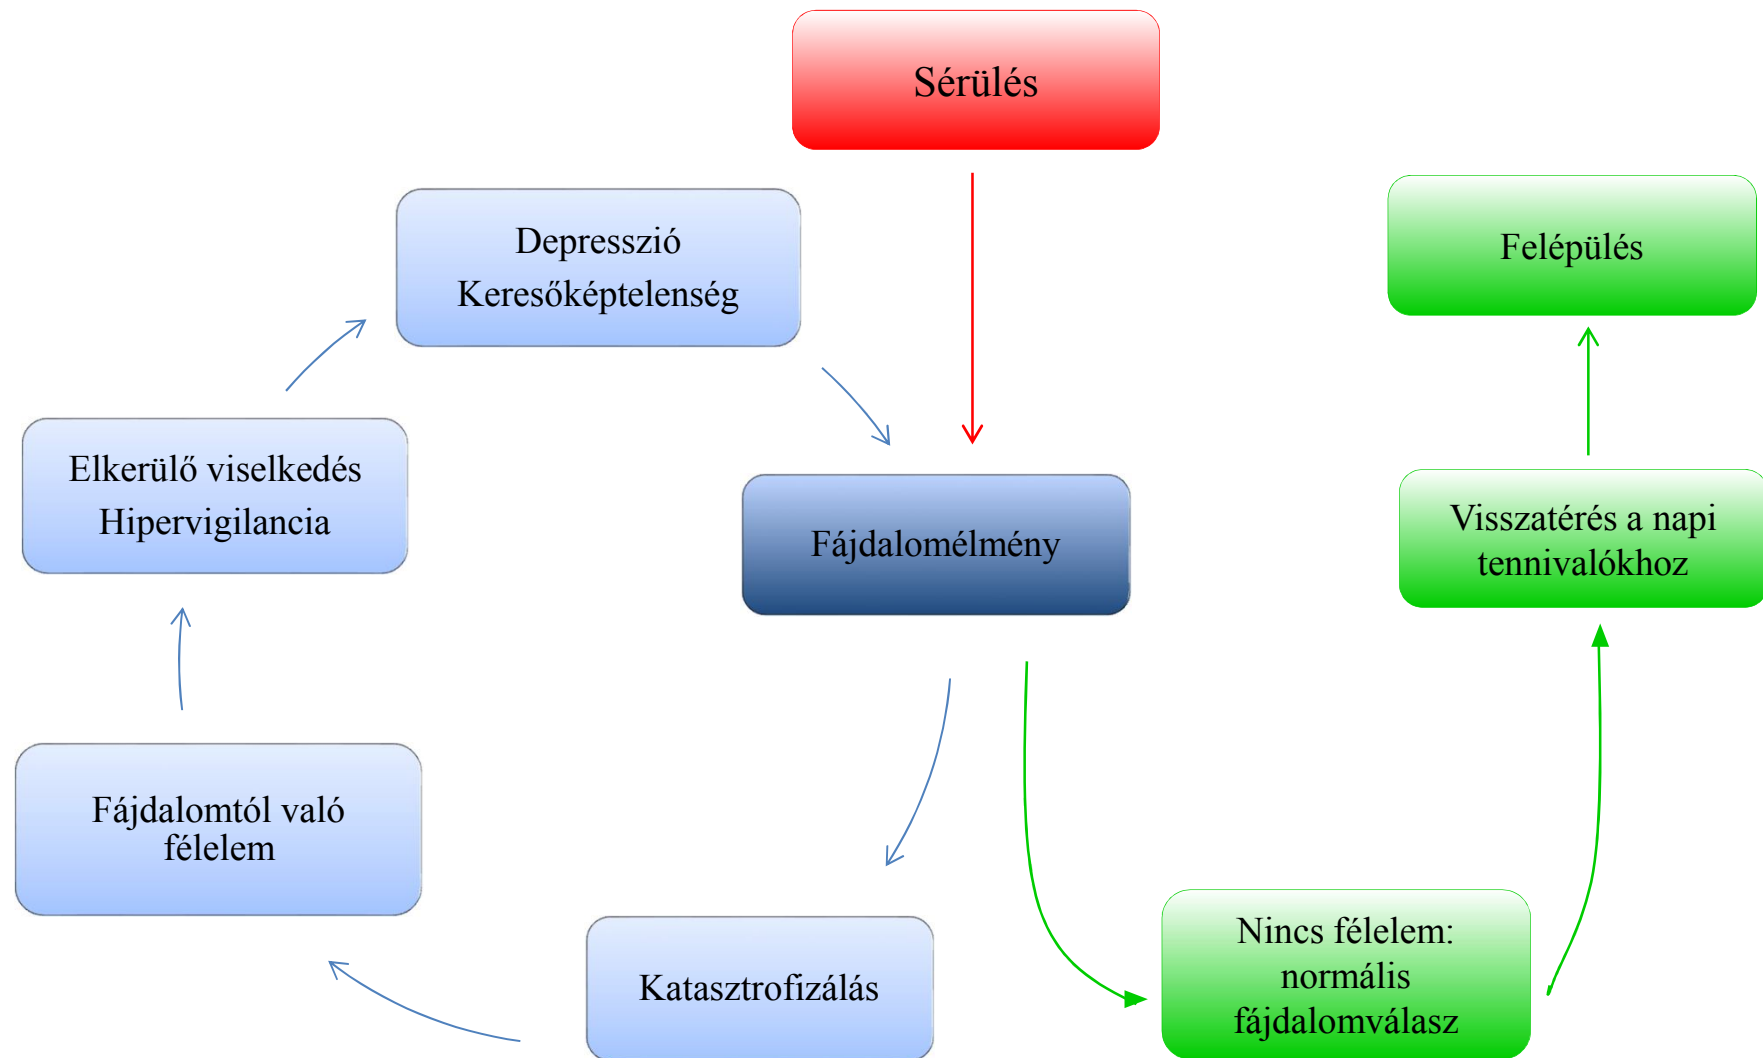 Sérülés
Depresszió
Keresőképtelenség
Felépülés
Elkerülő viselkedés
Hipervigilancia
Fájdalomélmény
Visszatérés a napi
tennivalókhoz
Fájdalomtól való
félelem
Katasztrofizálás
Nincs félelem:
normális
fájdalomválasz